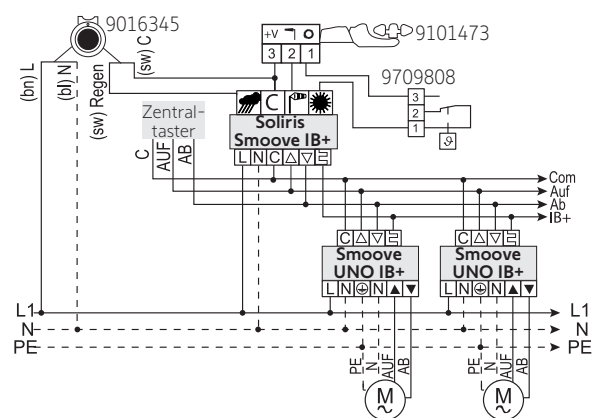 9016345
9101473
+V
3 2 1
9709808
3
2
1
ϑ
(bn) L
(bl) N
(sw) Regen
(sw) C
C
Zentral-
taster
C
AUF
AB
Soliris
Smoove IB+
L N C △ ▽
Com
Auf
Ab
IB+
C △ ▽
C △ ▽
Smoove
UNO IB+
Smoove
UNO IB+
L N N ▲ ▼
L N N ▲ ▼
L1
L1
N
N
PE
PE
PE
N
AUF
AB
PE
N
AUF
AB
M
~
M
~